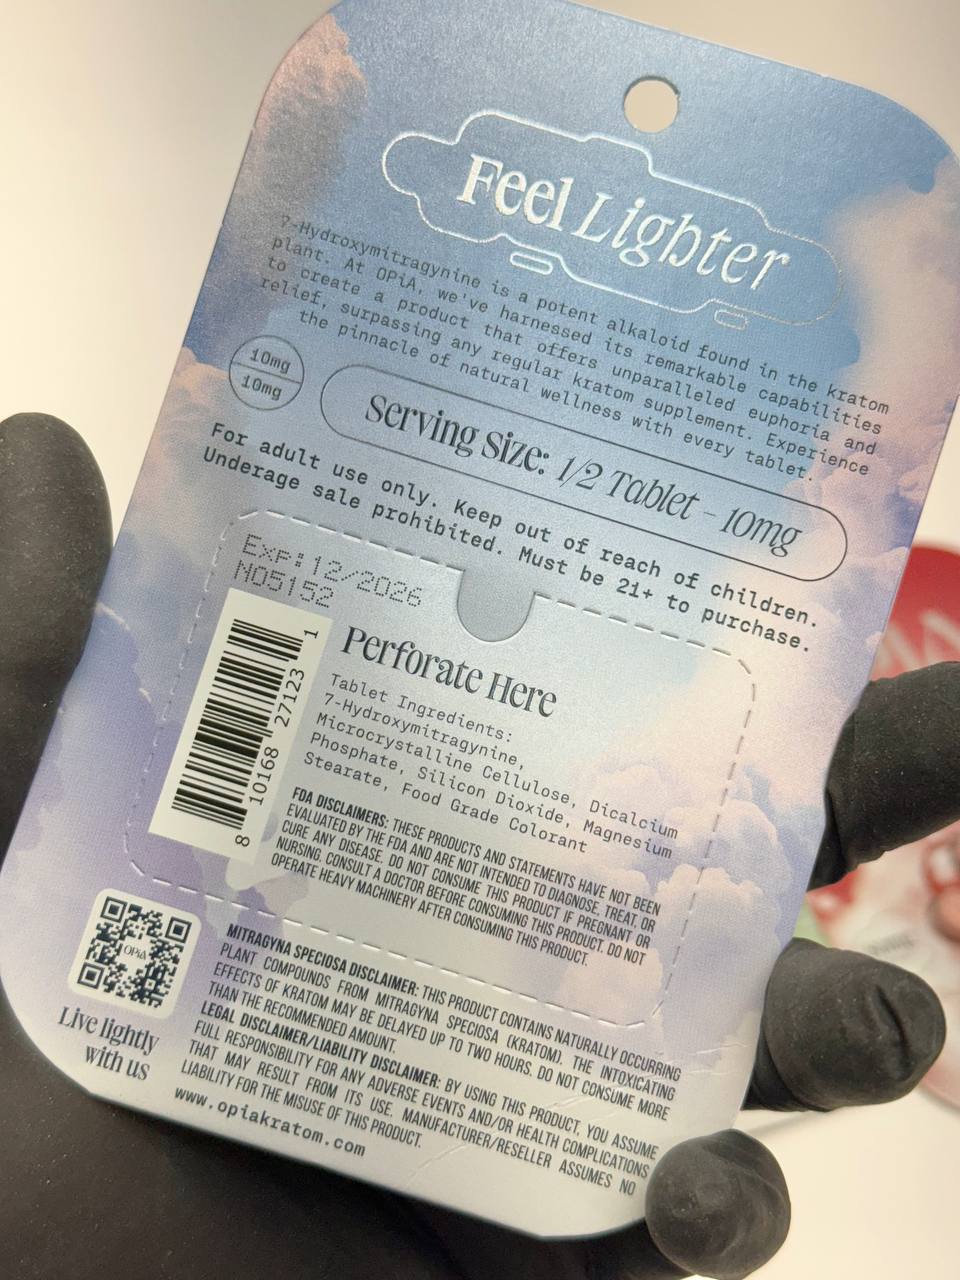 Feel Lighter
7-Hydroxymitragynine is a potent alkaloid found in the kratom
plant. At OPiA, we've harnessed its remarkable capabilities
to create a product that offers unparalleled euphoria and
relief, surpassing any regular kratom supplement. Experience
the pinnacle of natural wellness with every tablet.
10mg
10mg
Serving Size: 1/2 Tablet - 10mg
For adult use only. Keep out of reach of children.
Underage sale prohibited. Must be 21+ to purchase.
Exp:12/2026
NO5152
8 10168 27123 1
Perforate Here
Tablet Ingredients:
7-Hydroxymitragynine,
Microcrystalline Cellulose, Dicalcium
Phosphate, Silicon Dioxide, Magnesium
Stearate, Food Grade Colorant
FDA DISCLAIMERS: THESE PRODUCTS AND STATEMENTS HAVE NOT BEEN
EVALUATED BY THE FDA AND ARE NOT INTENDED TO DIAGNOSE, TREAT, OR
CURE ANY DISEASE. DO NOT CONSUME THIS PRODUCT IF PREGNANT OR
NURSING. CONSULT A DOCTOR BEFORE CONSUMING THIS PRODUCT. DO NOT
OPERATE HEAVY MACHINERY AFTER CONSUMING THIS PRODUCT.
OPiA
Live lightly
with us
MITRAGYNA SPECIOSA DISCLAIMER: THIS PRODUCT CONTAINS NATURALLY OCCURRING
PLANT COMPOUNDS FROM MITRAGYNA SPECIOSA (KRATOM). THE INTOXICATING
EFFECTS OF KRATOM MAY BE DELAYED UP TO TWO HOURS. DO NOT CONSUME MORE
THAN THE RECOMMENDED AMOUNT.
LEGAL DISCLAIMER/LIABILITY DISCLAIMER: BY USING THIS PRODUCT, YOU ASSUME
FULL RESPONSIBILITY FOR ANY ADVERSE EVENTS AND/OR HEALTH COMPLICATIONS
THAT MAY RESULT FROM ITS USE. MANUFACTURER/RESELLER ASSUMES NO
LIABILITY FOR THE MISUSE OF THIS PRODUCT.
www.opiakratom.com